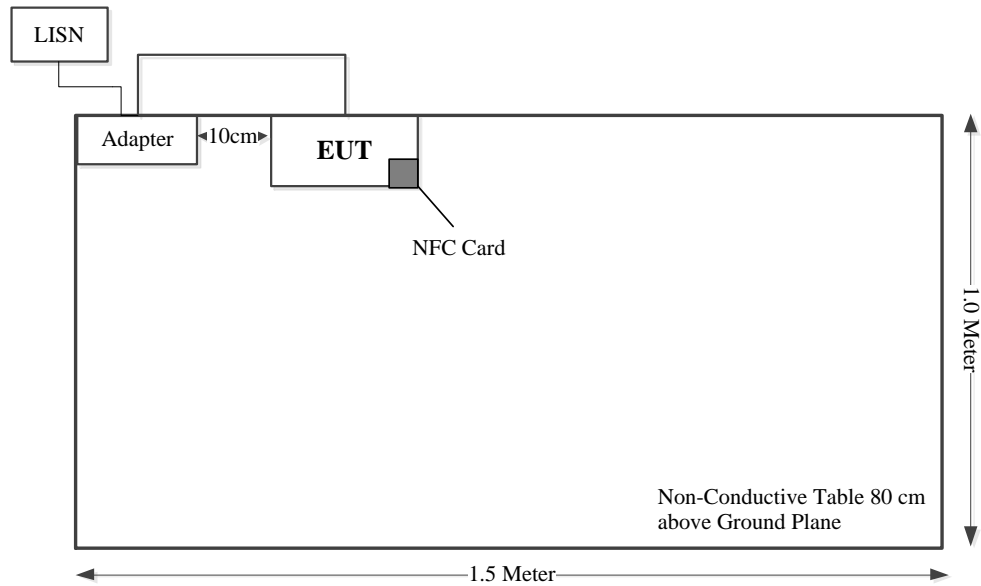 LISN
Adapter
10cm
EUT
NFC Card
1.0 Meter
Non-Conductive Table 80 cm
above Ground Plane
1.5 Meter